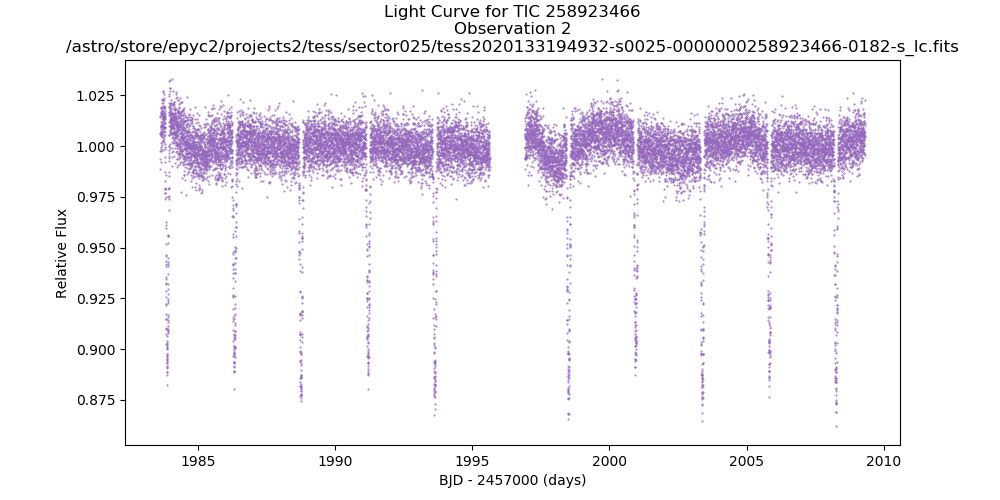 Light Curve for TIC 258923466
Observation 2
/astro/store/epyc2/projects2/tess/sector025/tess2020133194932-s0025-0000000258923466-0182-s_lc.fits
1.025
1.000
0.975
0.950
0.925
0.900
0.875
Relative Flux
1985
1990
1995
2000
2005
2010
BJD - 2457000 (days)